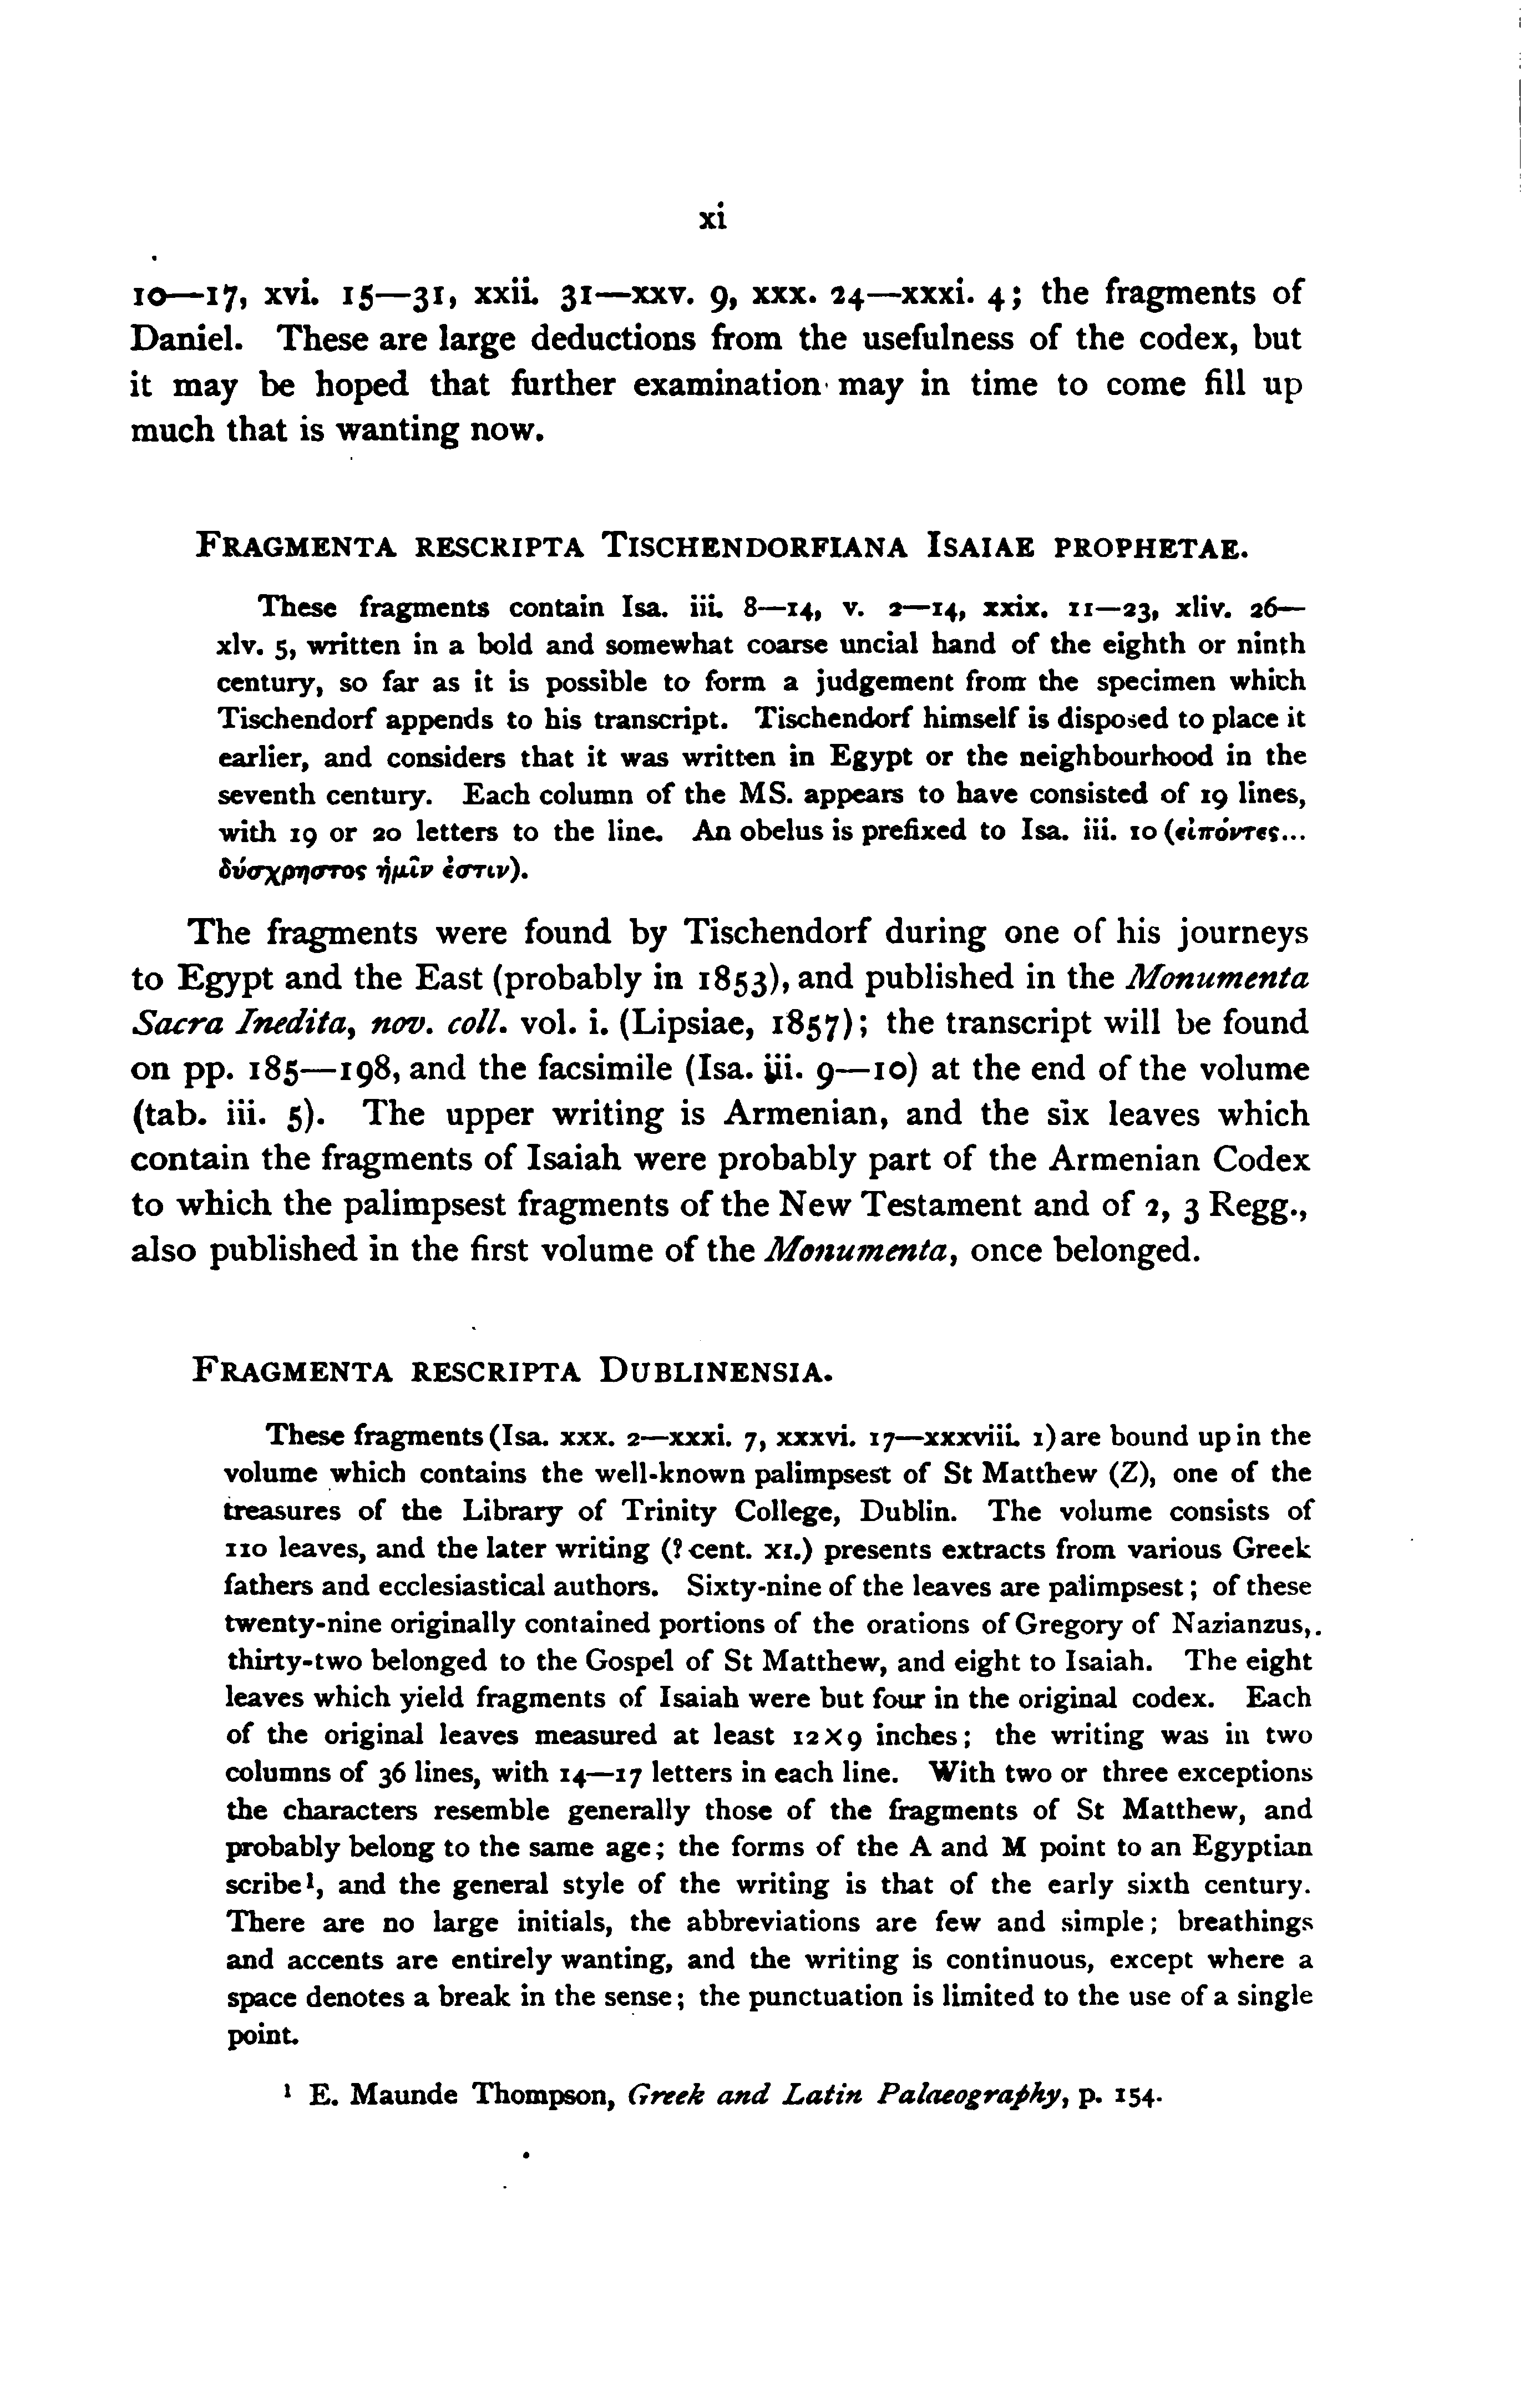 xi
10—17, xvi. 15—31, xxii. 31—xxv. 9, xxx. 24—xxxi. 4; the fragments of
Daniel. These are large deductions from the usefulness of the codex, but
it may be hoped that further examination may in time to come fill up
much that is wanting now.
FRAGMENTA RESCRIPTA TISCHENDORFIANA ISAIAE PROPHETAE.
These fragments contain Isa. iii. 8—14, v. 2—14, xxix. 11—23, xliv. 26—
xlv. 5, written in a bold and somewhat coarse uncial hand of the eighth or ninth
century, so far as it is possible to form a judgement from the specimen which
Tischendorf appends to his transcript. Tischendorf himself is disposed to place it
earlier, and considers that it was written in Egypt or the neighbourhood in the
seventh century. Each column of the MS. appears to have consisted of 19 lines,
with 19 or 20 letters to the line. An obelus is prefixed to Isa. iii. 10 (εἰπόντες...
δύσχρηστος ἡμῖν ἐστιν).
The fragments were found by Tischendorf during one of his journeys
to Egypt and the East (probably in 1853), and published in the Monumenta
Sacra Inedita, nov. coll. vol. i. (Lipsiae, 1857); the transcript will be found
on pp. 185—198, and the facsimile (Isa. iii. 9—10) at the end of the volume
(tab. iii. 5). The upper writing is Armenian, and the six leaves which
contain the fragments of Isaiah were probably part of the Armenian Codex
to which the palimpsest fragments of the New Testament and of 2, 3 Regg.,
also published in the first volume of the Monumenta, once belonged.
FRAGMENTA RESCRIPTA DUBLINENSIA.
These fragments (Isa. xxx. 2—xxxi. 7, xxxvi. 17—xxxviii. 1) are bound up in the
volume which contains the well-known palimpsest of St Matthew (Z), one of the
treasures of the Library of Trinity College, Dublin. The volume consists of
110 leaves, and the later writing (? cent. XI.) presents extracts from various Greek
fathers and ecclesiastical authors. Sixty-nine of the leaves are palimpsest; of these
twenty-nine originally contained portions of the orations of Gregory of Nazianzus,
thirty-two belonged to the Gospel of St Matthew, and eight to Isaiah. The eight
leaves which yield fragments of Isaiah were but four in the original codex. Each
of the original leaves measured at least 12 × 9 inches; the writing was in two
columns of 36 lines, with 14—17 letters in each line. With two or three exceptions
the characters resemble generally those of the fragments of St Matthew, and
probably belong to the same age; the forms of the A and M point to an Egyptian
scribe¹, and the general style of the writing is that of the early sixth century.
There are no large initials, the abbreviations are few and simple; breathings
and accents are entirely wanting, and the writing is continuous, except where a
space denotes a break in the sense; the punctuation is limited to the use of a single
point.
¹ E. Maunde Thompson, Greek and Latin Palaeography, p. 154.